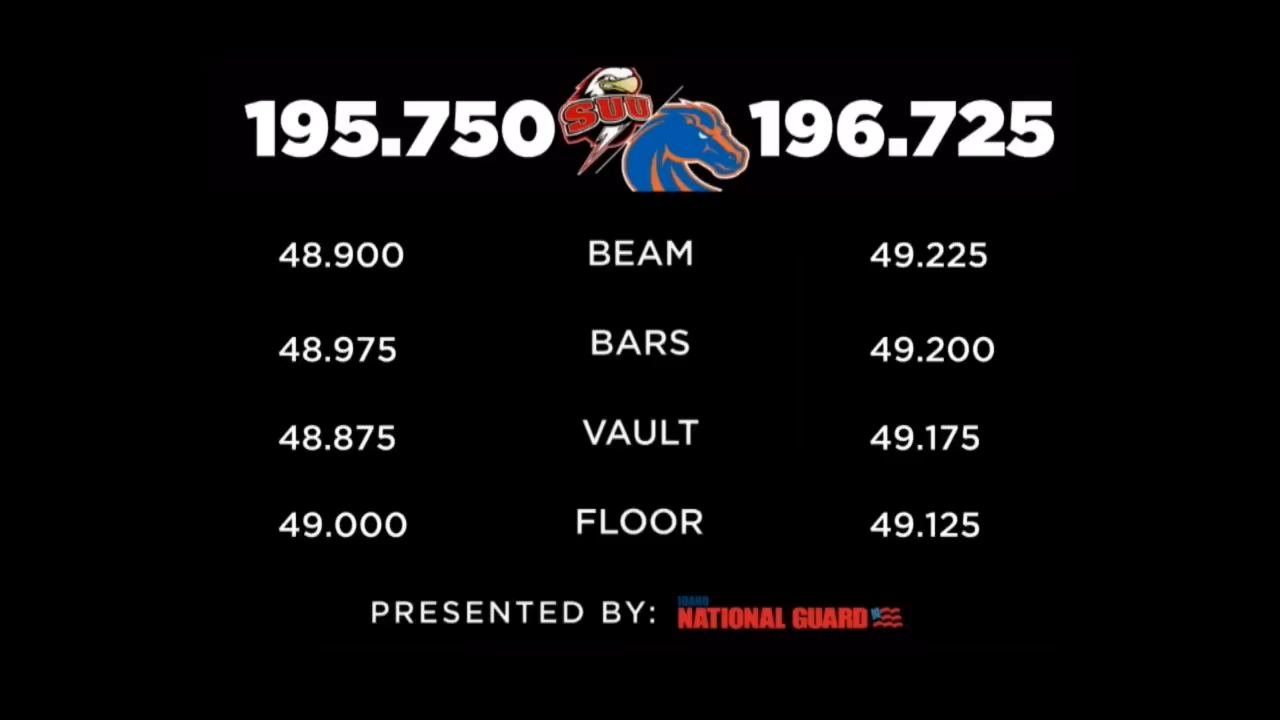 195.750 SUU 196.725
48.900 BEAM 49.225
48.975 BARS 49.200
48.875 VAULT 49.175
49.000 FLOOR 49.125
PRESENTED BY: IDAHO NATIONAL GUARD